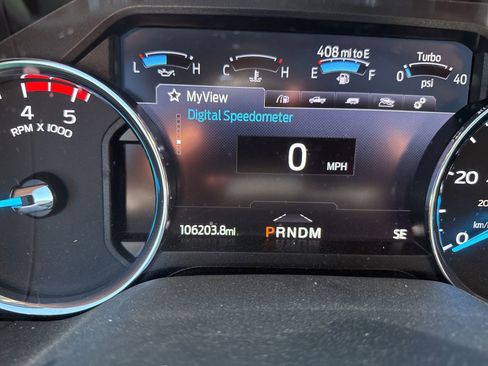 408 mi to E
Turbo
L H C H E F 0 40
psi
MyView
Digital Speedometer
4 5
RPM X 1000
0 MPH
20
20
km/
0
106203.8mi PRNDM SE